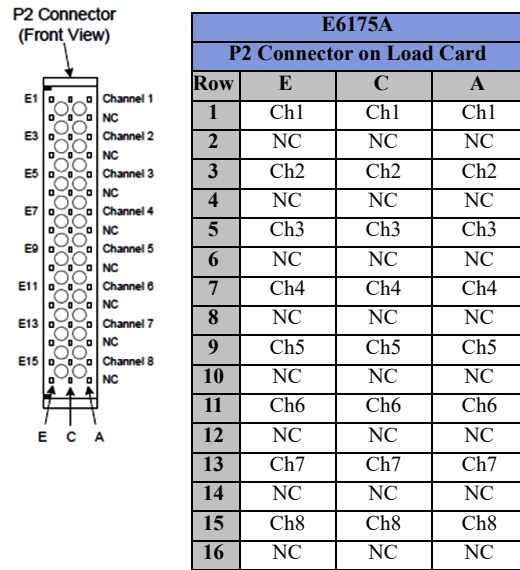 P2 Connector
(Front View)
E1 Channel 1
NC
E3 Channel 2
NC
E5 Channel 3
NC
E7 Channel 4
NC
E9 Channel 5
NC
E11 Channel 6
NC
E13 Channel 7
NC
E15 Channel 8
NC
E C A
E6175A
P2 Connector on Load Card
Row E C A
1 Ch1 Ch1 Ch1
2 NC NC NC
3 Ch2 Ch2 Ch2
4 NC NC NC
5 Ch3 Ch3 Ch3
6 NC NC NC
7 Ch4 Ch4 Ch4
8 NC NC NC
9 Ch5 Ch5 Ch5
10 NC NC NC
11 Ch6 Ch6 Ch6
12 NC NC NC
13 Ch7 Ch7 Ch7
14 NC NC NC
15 Ch8 Ch8 Ch8
16 NC NC NC